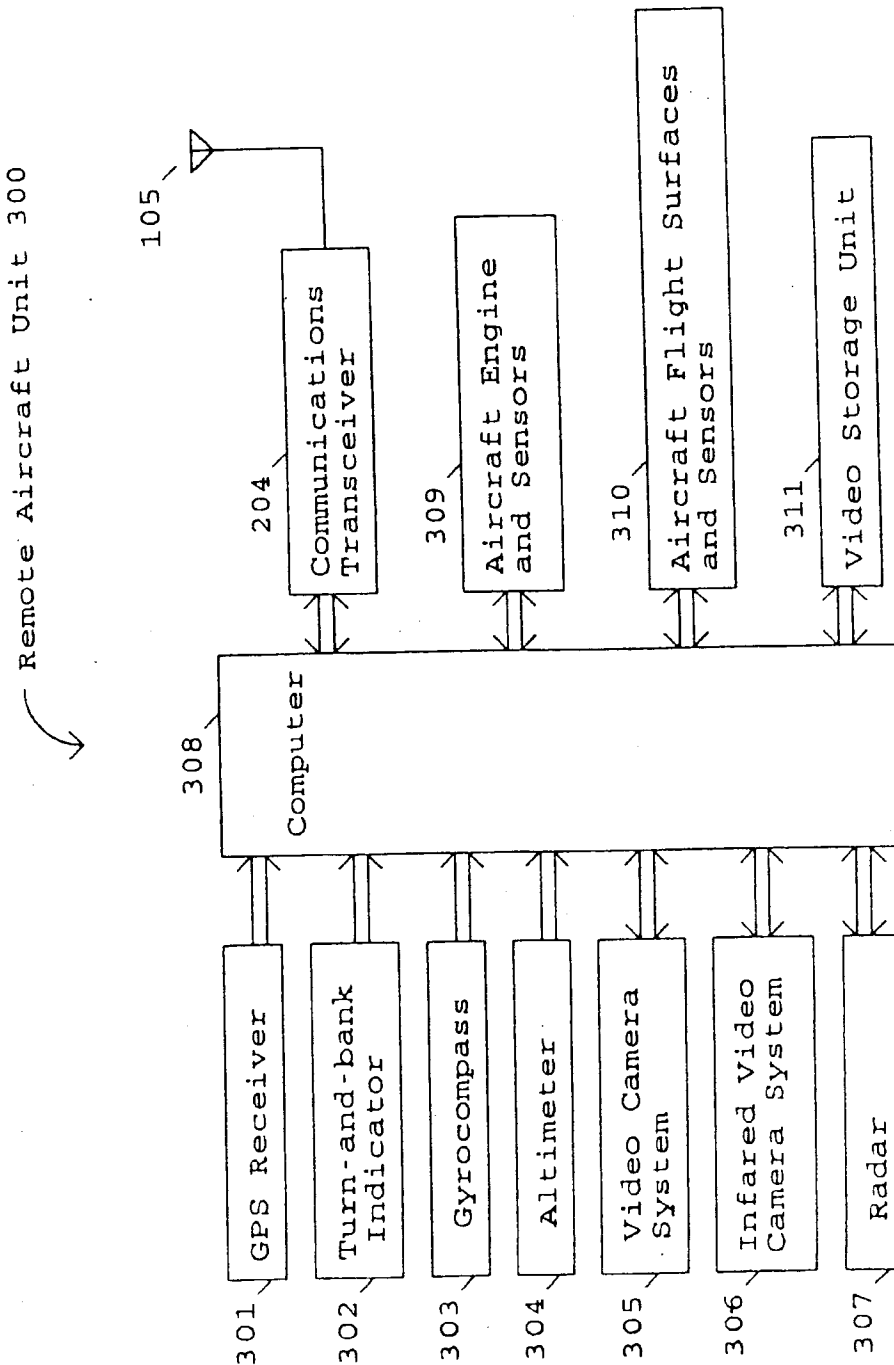 Remote Aircraft Unit 300
105
308
Computer
301
GPS Receiver
302
Turn-and-bank
Indicator
303
Gyrocompass
304
Altimeter
305
Video Camera
System
306
Infared Video
Camera System
307
Radar
204
Communications
Transceiver
309
Aircraft Engine
and Sensors
310
Aircraft Flight Surfaces
and Sensors
311
Video Storage Unit